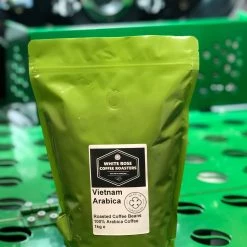 WHITE ROSE
COFFEE ROASTERS
Vietnam
Arabica
Roasted Coffee Beans
100% Arabica Coffee
1kg e